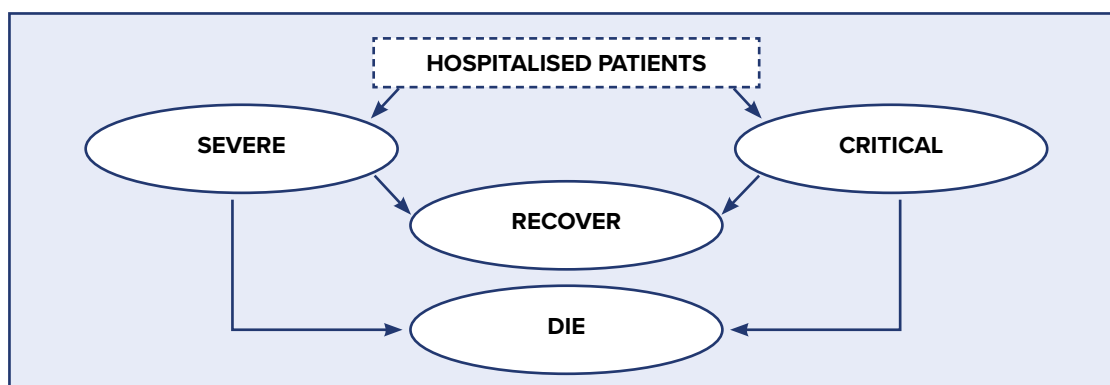 HOSPITALISED PATIENTS
SEVERE
CRITICAL
RECOVER
DIE